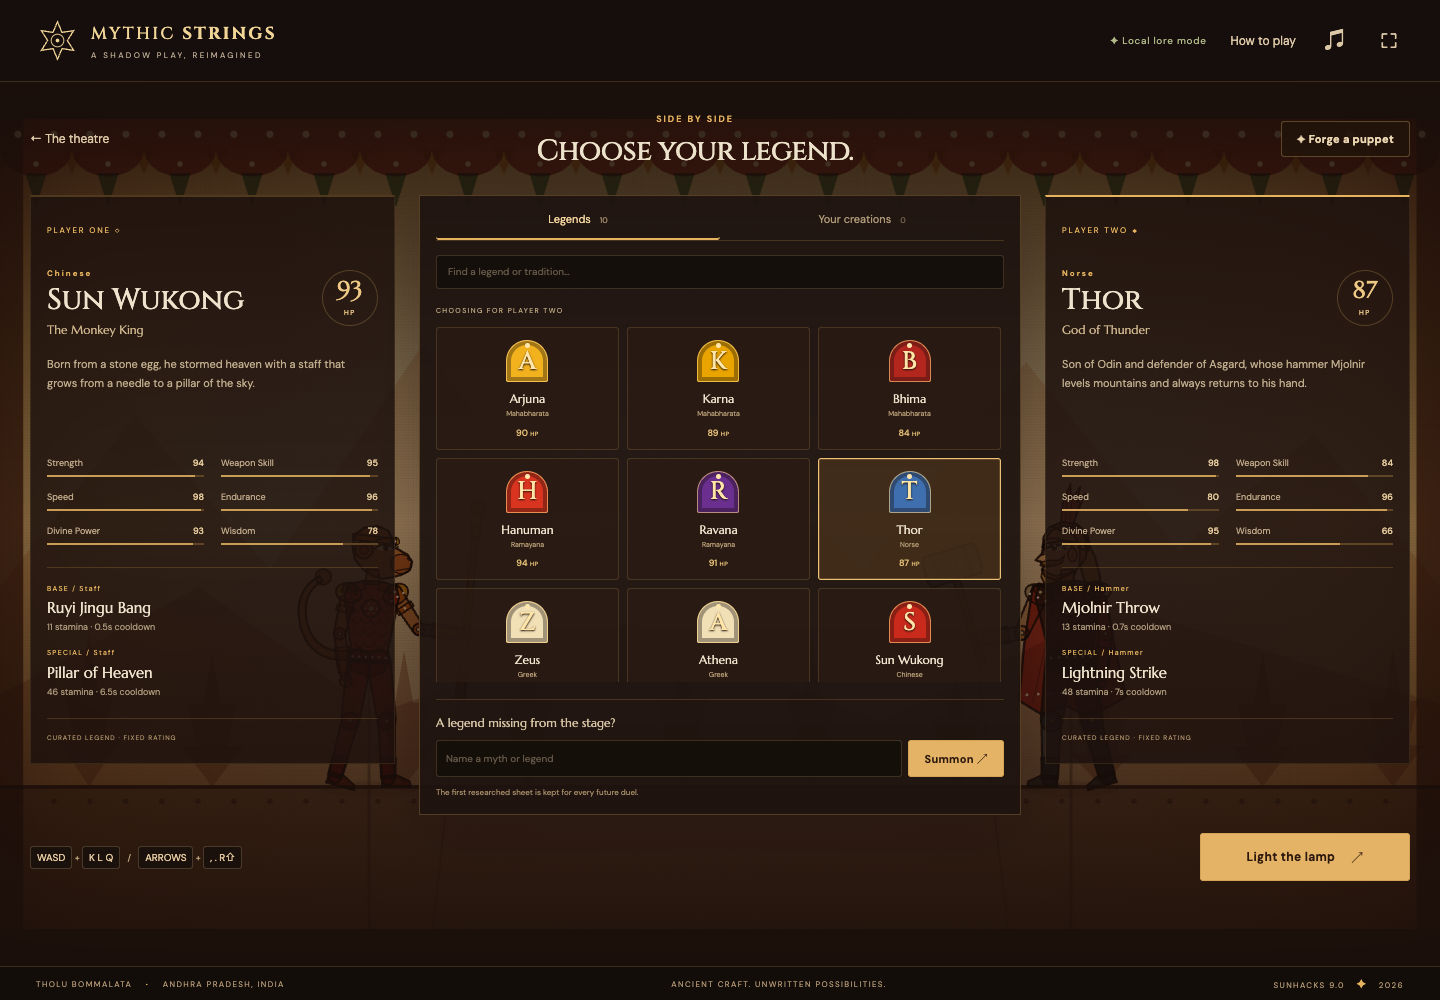 MYTHIC STRINGS
A SHADOW PLAY, REIMAGINED
✦ Local lore mode
How to play
← The theatre
SIDE BY SIDE
CHOOSE YOUR LEGEND.
✦ Forge a puppet
PLAYER ONE ◇
Chinese
SUN WUKONG
93
HP
The Monkey King
Born from a stone egg, he stormed heaven with a staff that
grows from a needle to a pillar of the sky.
Strength 94 Weapon Skill 95
Speed 98 Endurance 96
Divine Power 93 Wisdom 78
BASE / Staff
Ruyi Jingu Bang
11 stamina · 0.5s cooldown
SPECIAL / Staff
Pillar of Heaven
46 stamina · 6.5s cooldown
CURATED LEGEND · FIXED RATING
Legends 10
Your creations 0
Find a legend or tradition...
CHOOSING FOR PLAYER TWO
A
Arjuna
Mahabharata
90 HP
K
Karna
Mahabharata
89 HP
B
Bhima
Mahabharata
84 HP
H
Hanuman
Ramayana
94 HP
R
Ravana
Ramayana
91 HP
T
Thor
Norse
87 HP
Z
Zeus
Greek
A
Athena
Greek
S
Sun Wukong
Chinese
A legend missing from the stage?
Name a myth or legend
Summon ↗
The first researched sheet is kept for every future duel.
PLAYER TWO ◆
Norse
THOR
87
HP
God of Thunder
Son of Odin and defender of Asgard, whose hammer Mjolnir
levels mountains and always returns to his hand.
Strength 98 Weapon Skill 84
Speed 80 Endurance 96
Divine Power 95 Wisdom 66
BASE / Hammer
Mjolnir Throw
13 stamina · 0.7s cooldown
SPECIAL / Hammer
Lightning Strike
48 stamina · 7s cooldown
CURATED LEGEND · FIXED RATING
WASD + K L Q / ARROWS + , . R⇧
Light the lamp ↗
THOLU BOMMALATA · ANDHRA PRADESH, INDIA
ANCIENT CRAFT. UNWRITTEN POSSIBILITIES.
SUNHACKS 9.0 ✦ 2026